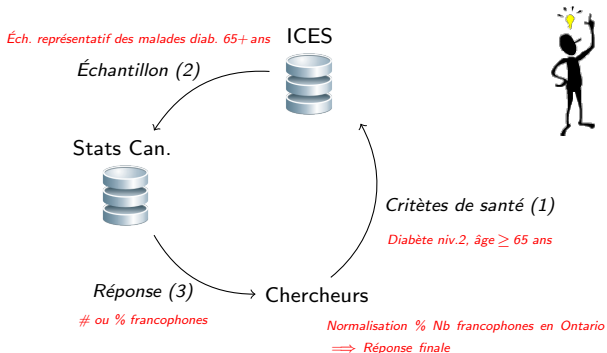 ICES
Éch. représentatif des malades diab. 65+ ans
Échantillon (2)
Stats Can.
Critètes de santé (1)
Diabète niv.2, âge ≥ 65 ans
Réponse (3)
# ou % francophones
Chercheurs
Normalisation % Nb francophones en Ontario
⟹ Réponse finale